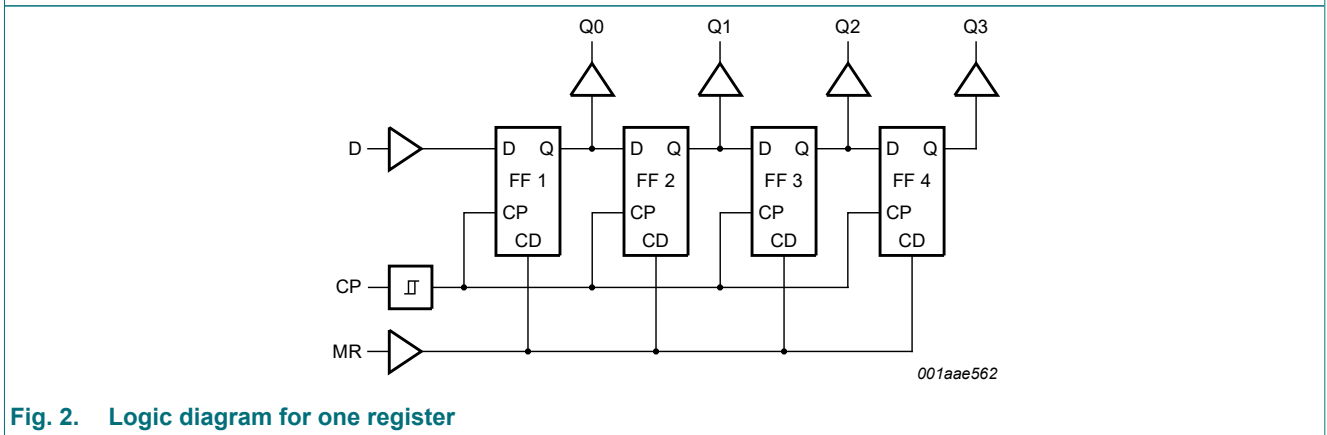 Q0 Q1 Q2 Q3
D D Q D Q D Q D Q
FF 1 FF 2 FF 3 FF 4
CP CP CP CP
CD CD CD CD
CP
MR
001aae562
Fig. 2. Logic diagram for one register